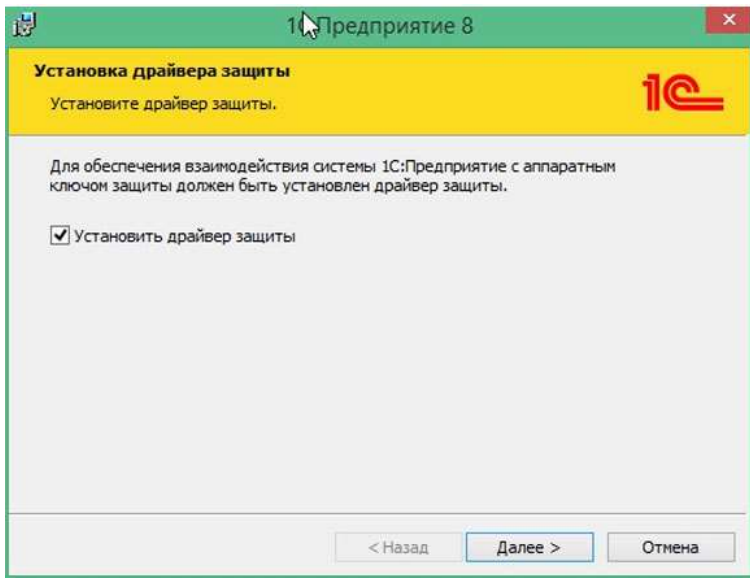 1С:Предприятие 8
Установка драйвера защиты
Установите драйвер защиты.
1С
Для обеспечения взаимодействия системы 1С:Предприятие с аппаратным
ключом защиты должен быть установлен драйвер защиты.
Установить драйвер защиты
< Назад
Далее >
Отмена